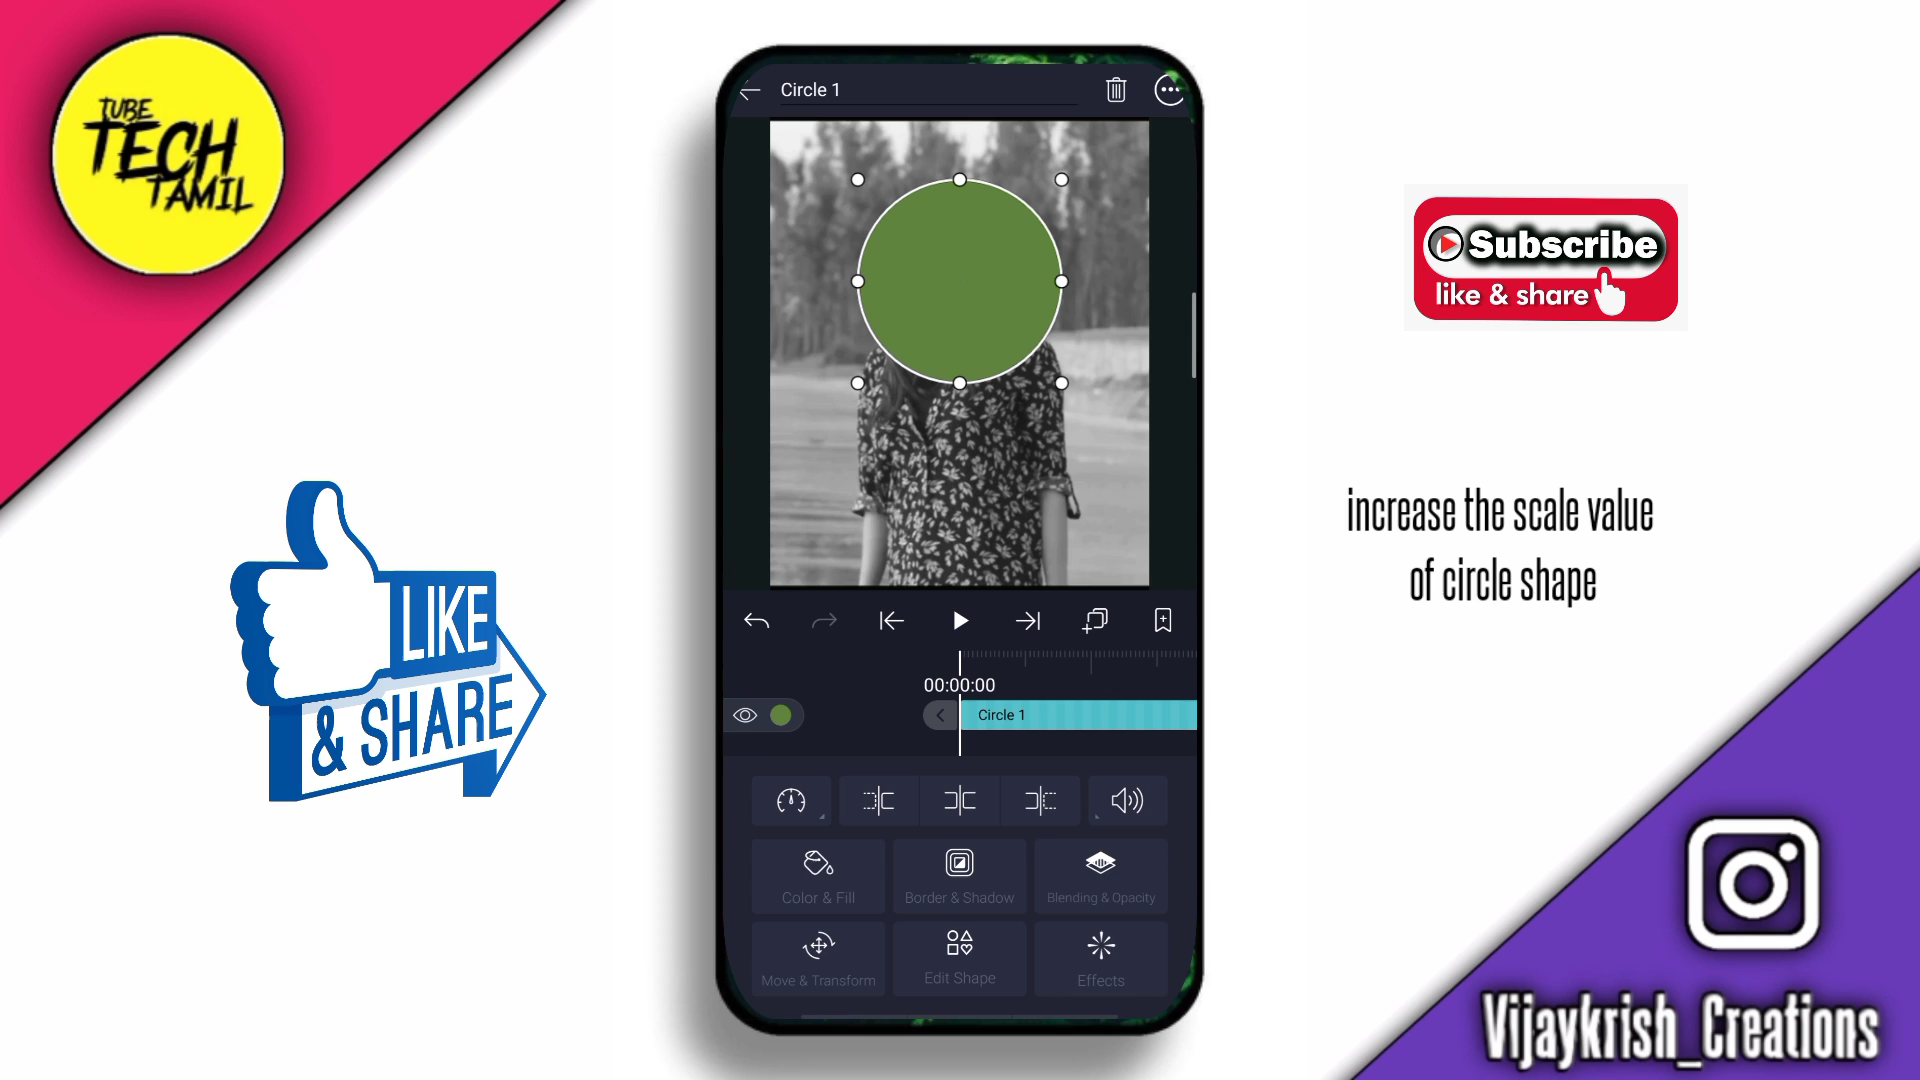 TUBE
TECH
TAMIL
Circle 1
Subscribe
like & share
LIKE
& SHARE
increase the scale value
of circle shape
00:00:00
Circle 1
Color & Fill
Border & Shadow
Blending & Opacity
Move & Transform
Edit Shape
Effects
Vijaykrish_Creations